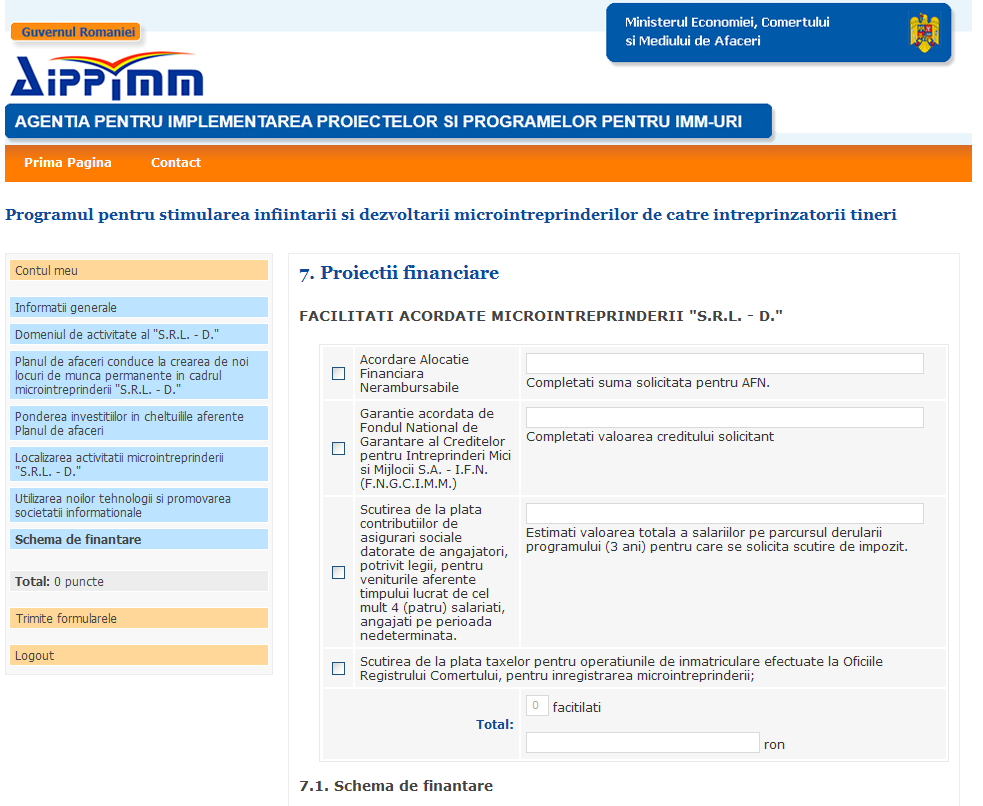 Guvernul Romaniei
Ministerul Economiei, Comertului
si Mediului de Afaceri
AIPPIMM
AGENTIA PENTRU IMPLEMENTAREA PROIECTELOR SI PROGRAMELOR PENTRU IMM-URI
Prima Pagina Contact
Programul pentru stimularea infiintarii si dezvoltarii microintreprinderilor de catre intreprinzatorii tineri
Contul meu
Informatii generale
Domeniul de activitate al "S.R.L. - D."
Planul de afaceri conduce la crearea de noi
locuri de munca permanente in cadrul
microintreprinderii "S.R.L. - D."
Ponderea investitiilor in cheltuilile aferente
Planul de afaceri
Localizarea activitatii microintreprinderii
"S.R.L. - D."
Utilizarea noilor tehnologii si promovarea
societatii informationale
Schema de finantare
Total: 0 puncte
Trimite formularele
Logout
7. Proiectii financiare
FACILITATI ACORDATE MICROINTREPRINDERII "S.R.L. - D."
Acordare Alocatie
Financiara
Nerambursabile
Completati suma solicitata pentru AFN.
Garantie acordata de
Fondul National de
Garantare al Creditelor
pentru Intreprinderi Mici
si Mijlocii S.A. - I.F.N.
(F.N.G.C.I.M.M.)
Completati valoarea creditului solicitant
Scutirea de la plata
contributiilor de
asigurari sociale
datorate de angajatori,
potrivit legii, pentru
veniturile aferente
timpului lucrat de cel
mult 4 (patru) salariati,
angajati pe perioada
nedeterminata.
Estimati valoarea totala a salariilor pe parcursul derularii
programului (3 ani) pentru care se solicita scutire de impozit.
Scutirea de la plata taxelor pentru operatiunile de inmatriculare efectuate la Oficiile
Registrului Comertului, pentru inregistrarea microintreprinderii;
Total:
0 facitilati
ron
7.1. Schema de finantare